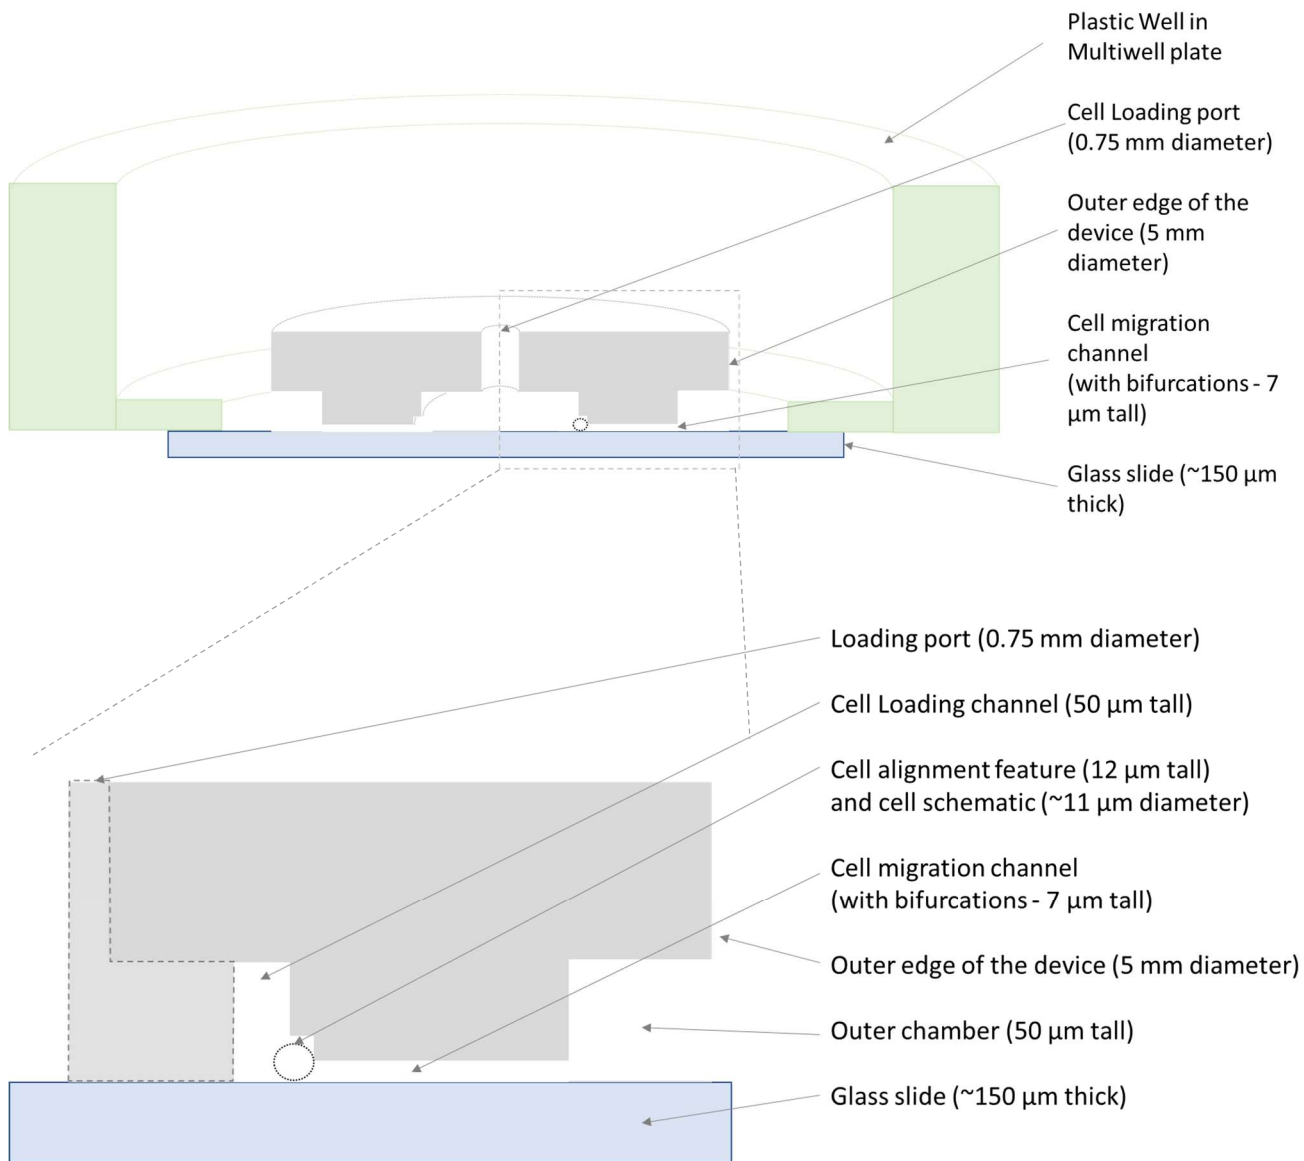 Plastic Well in
Multiwell plate
Cell Loading port
(0.75 mm diameter)
Outer edge of the
device (5 mm
diameter)
Cell migration
channel
(with bifurcations - 7
µm tall)
Glass slide (~150 µm
thick)
Loading port (0.75 mm diameter)
Cell Loading channel (50 µm tall)
Cell alignment feature (12 µm tall)
and cell schematic (~11 µm diameter)
Cell migration channel
(with bifurcations - 7 µm tall)
Outer edge of the device (5 mm diameter)
Outer chamber (50 µm tall)
Glass slide (~150 µm thick)